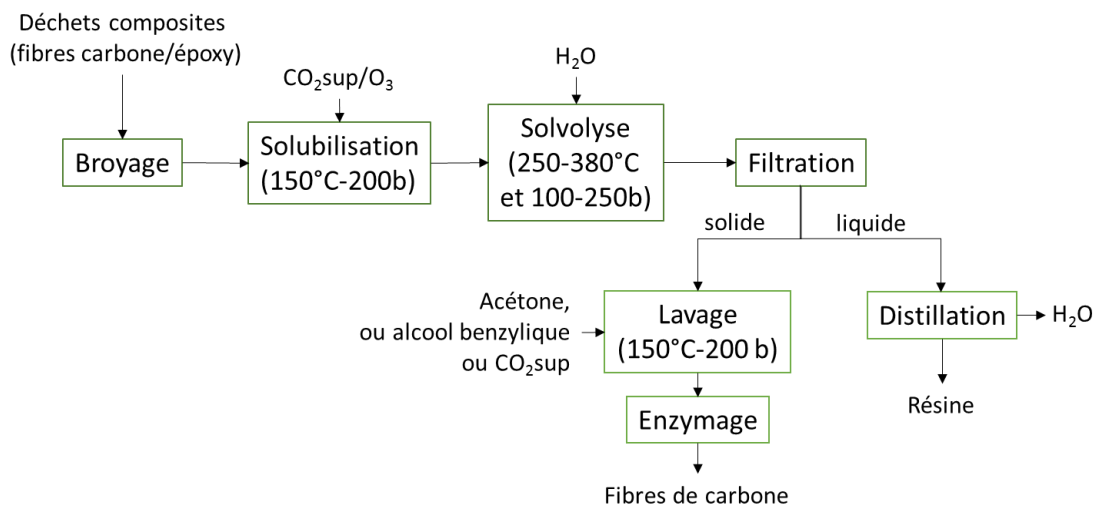 Déchets composites
(fibres carbone/époxy)
CO₂sup/O₃
H₂O
Broyage
Solubilisation
(150°C-200b)
Solvolyse
(250-380°C
et 100-250b)
Filtration
solide
liquide
Acétone,
ou alcool benzylique
ou CO₂sup
Lavage
(150°C-200 b)
Distillation
H₂O
Résine
Enzymage
Fibres de carbone